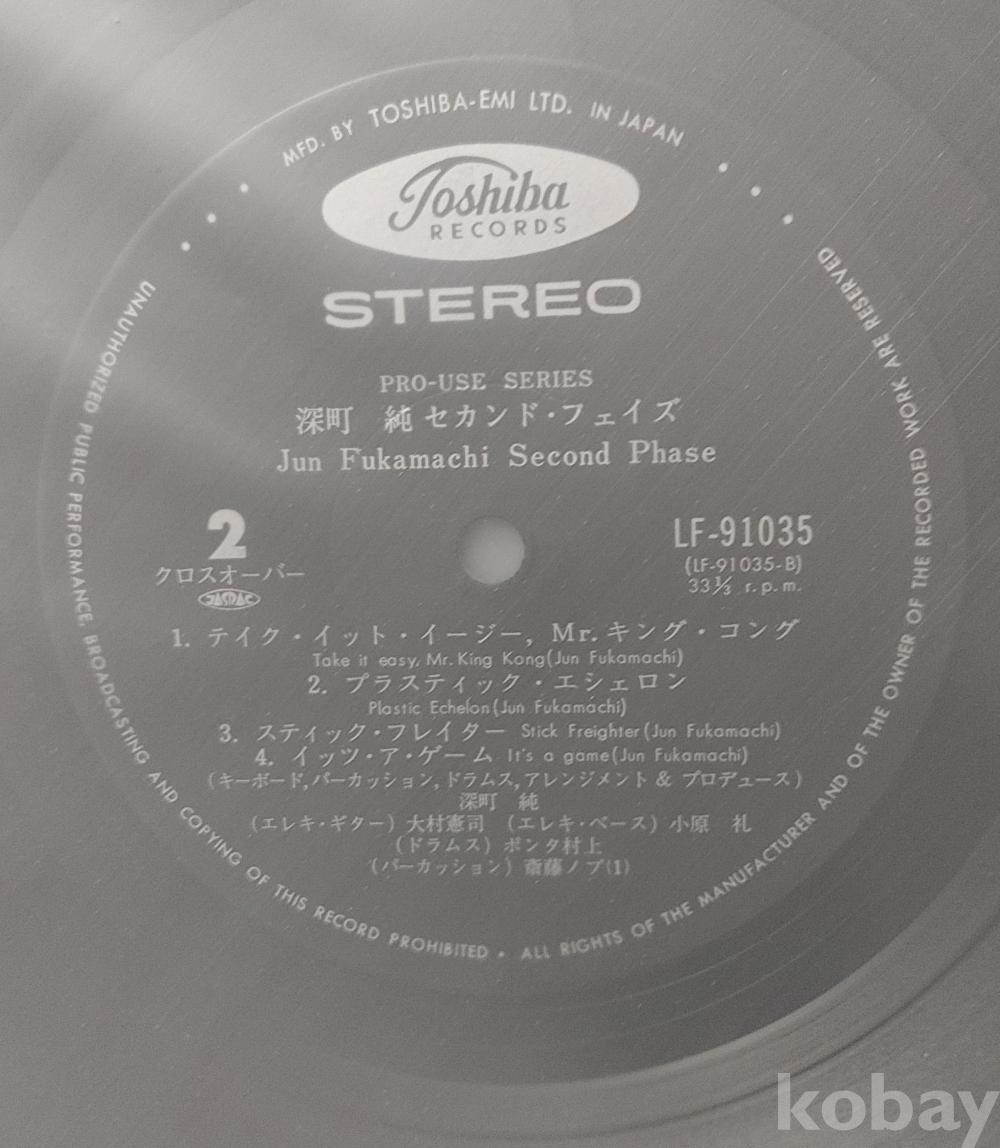 MFD. BY TOSHIBA-EMI LTD. IN JAPAN
Toshiba
RECORDS
STEREO
PRO-USE SERIES
深町 純 セカンド・フェイズ
Jun Fukamachi Second Phase
2
クロスオーバー
JASRAC
LF-91035
(LF-91035-B)
33⅓ r.p.m.
1. テイク・イット・イージー, Mr.キング・コング
Take it easy, Mr. King Kong(Jun Fukamachi)
2. プラスティック・エシェロン
Plastic Echelon(Jun Fukamachi)
3. スティック・フレイター Stick Freighter(Jun Fukamachi)
4. イッツ・ア・ゲーム It's a game(Jun Fukamachi)
(キーボード,パーカッション,ドラムス,アレンジメント & プロデュース)
深町 純
(エレキ・ギター) 大村憲司 (エレキ・ベース) 小原 礼
(ドラムス) ポンタ村上
(パーカッション) 斎藤ノブ(1)
UNAUTHORIZED PUBLIC PERFORMANCE, BROADCASTING AND COPYING OF THIS RECORD PROHIBITED • ALL RIGHTS OF THE MANUFACTURER AND OF THE OWNER OF THE RECORDED WORK ARE RESERVED
kobay